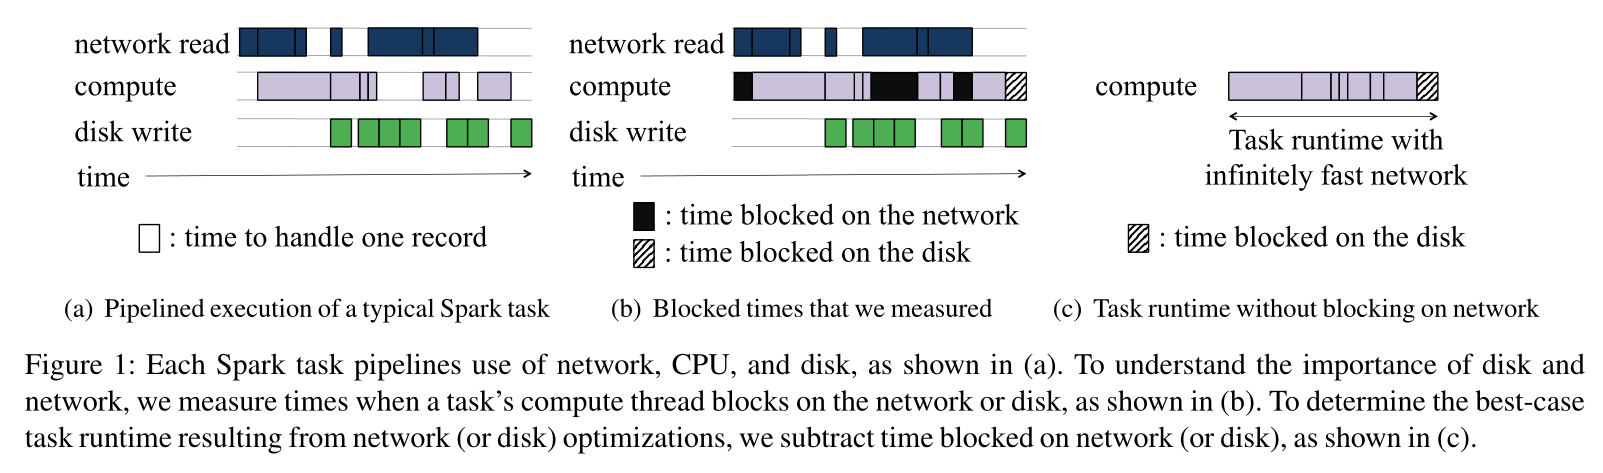 network read
compute
disk write
time
: time to handle one record
(a) Pipelined execution of a typical Spark task
network read
compute
disk write
time
: time blocked on the network
: time blocked on the disk
(b) Blocked times that we measured
compute
Task runtime with
infinitely fast network
: time blocked on the disk
(c) Task runtime without blocking on network
Figure 1: Each Spark task pipelines use of network, CPU, and disk, as shown in (a). To understand the importance of disk and
network, we measure times when a task's compute thread blocks on the network or disk, as shown in (b). To determine the best-case
task runtime resulting from network (or disk) optimizations, we subtract time blocked on network (or disk), as shown in (c).